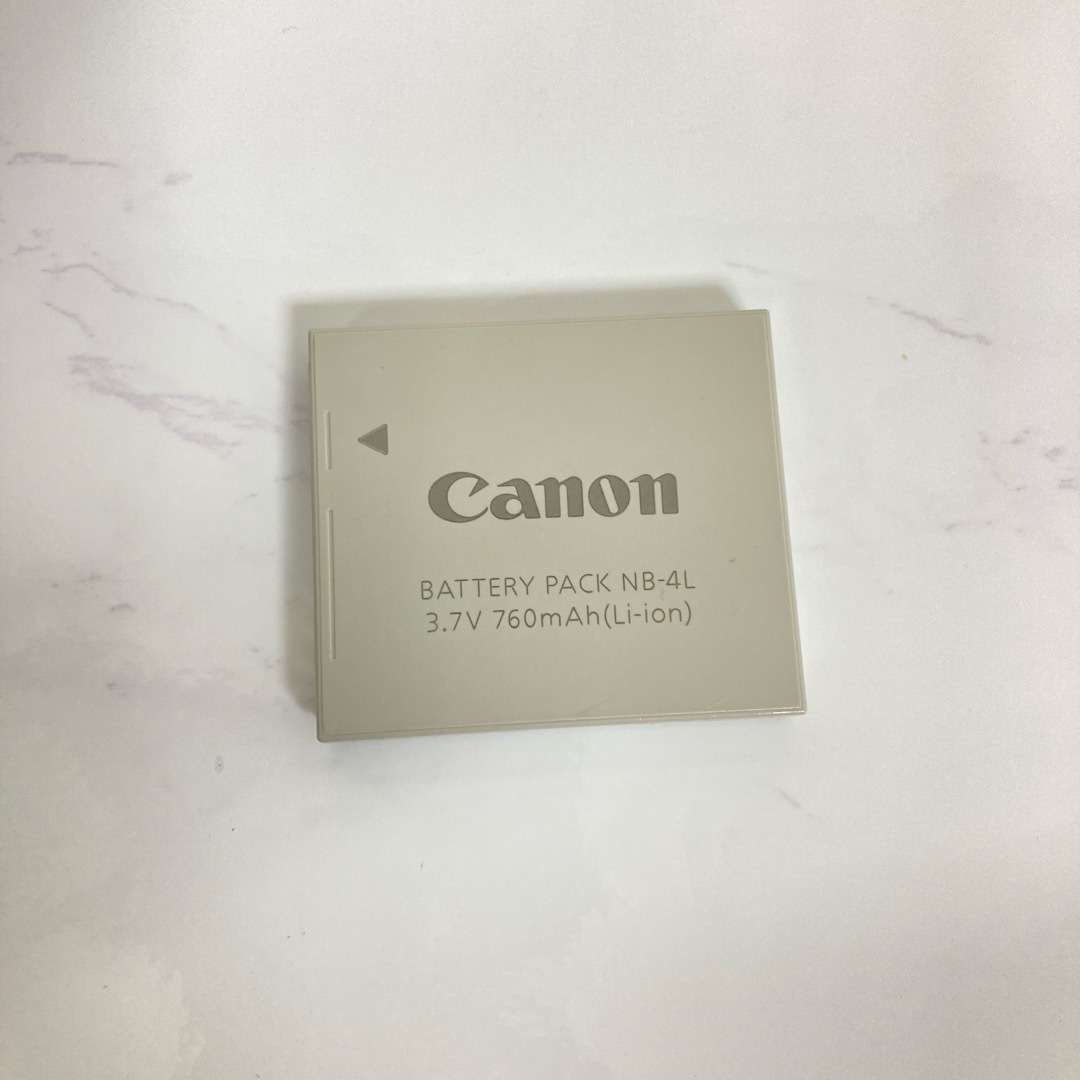 Canon
BATTERY PACK NB-4L
3.7V 760mAh(Li-ion)